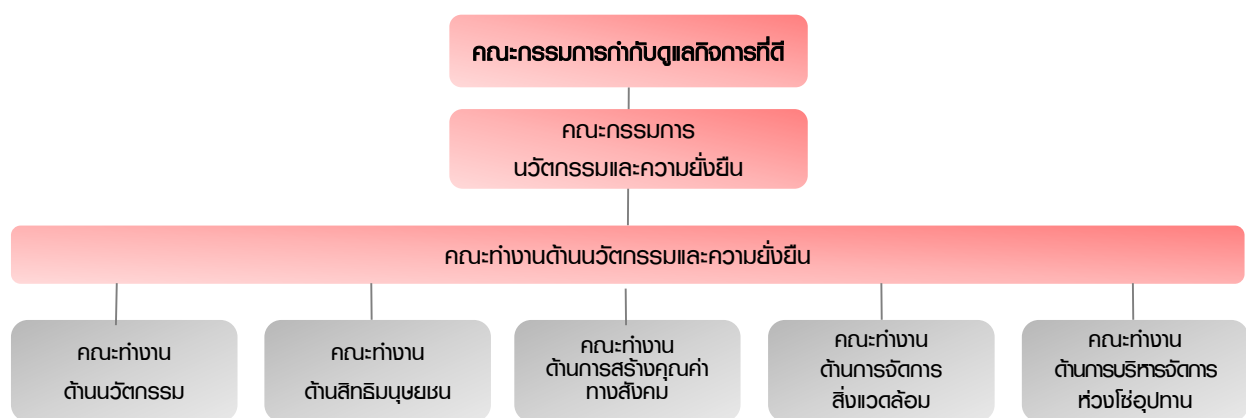 คณะกรรมการกำกับดูแลกิจการที่ดี
คณะกรรมการ
นวัตกรรมและความยั่งยืน
คณะทำงานด้านนวัตกรรมและความยั่งยืน
คณะทำงาน
ด้านนวัตกรรม
คณะทำงาน
ด้านสิทธิมนุษยชน
คณะทำงาน
ด้านการสร้างคุณค่า
ทางสังคม
คณะทำงาน
ด้านการจัดการ
สิ่งแวดล้อม
คณะทำงาน
ด้านการบริหารจัดการ
ห่วงโซ่อุปทาน